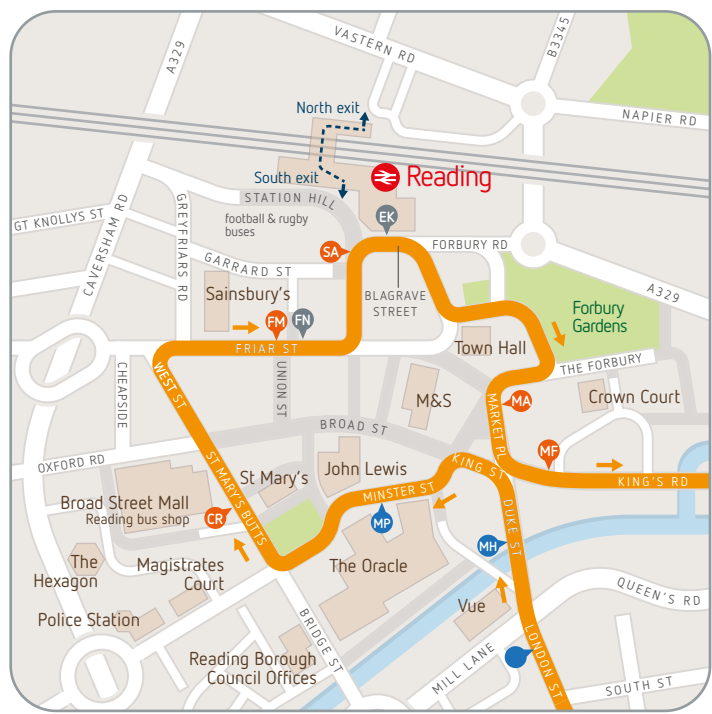 A329
VASTERN RD
B3345
NAPIER RD
North exit
South exit
Reading
STATION HILL
football & rugby
buses
EK
FORBURY RD
GT KNOLLYS ST
CAVERSHAM RD
GREYFRIARS RD
GARRARD ST
SA
A329
BLAGRAVE
STREET
Sainsbury's
FM
FN
Forbury
Gardens
FRIAR ST
Town Hall
THE FORBURY
CHEAPSIDE
WEST ST
UNION ST
M&S
MARKET PL
MA
Crown Court
BROAD ST
OXFORD RD
ST MARY'S BUTTS
St Mary's
John Lewis
KING ST
MF
KING'S RD
Broad Street Mall
Reading bus shop
CR
MINSTER ST
MP
DUKE ST
MH
The
Hexagon
Magistrates
Court
The Oracle
QUEEN'S RD
Police Station
Vue
BRIDGE ST
LONDON ST
Reading Borough
Council Offices
MILL LANE
SOUTH ST